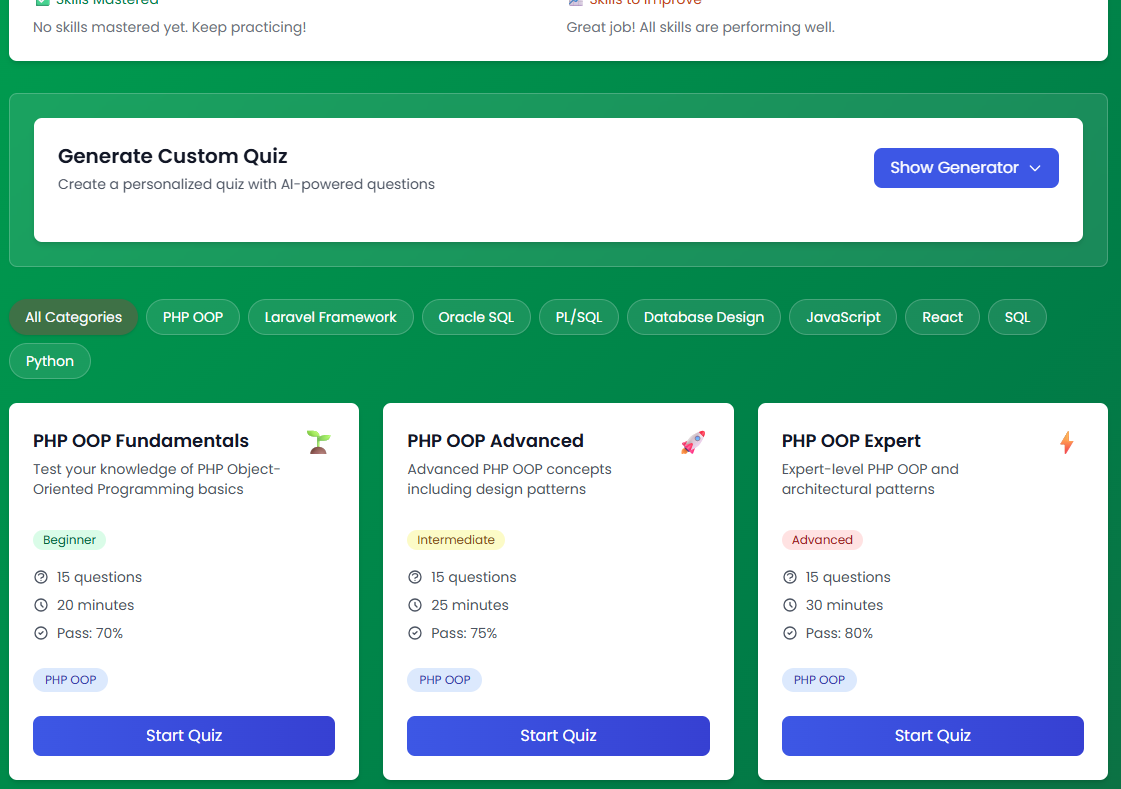 Skills Mastered
Skills to Improve
No skills mastered yet. Keep practicing!
Great job! All skills are performing well.
Generate Custom Quiz
Create a personalized quiz with AI-powered questions
Show Generator
All Categories
PHP OOP
Laravel Framework
Oracle SQL
PL/SQL
Database Design
JavaScript
React
SQL
Python
PHP OOP Fundamentals
Test your knowledge of PHP Object-
Oriented Programming basics
Beginner
15 questions
20 minutes
Pass: 70%
PHP OOP
Start Quiz
PHP OOP Advanced
Advanced PHP OOP concepts
including design patterns
Intermediate
15 questions
25 minutes
Pass: 75%
PHP OOP
Start Quiz
PHP OOP Expert
Expert-level PHP OOP and
architectural patterns
Advanced
15 questions
30 minutes
Pass: 80%
PHP OOP
Start Quiz